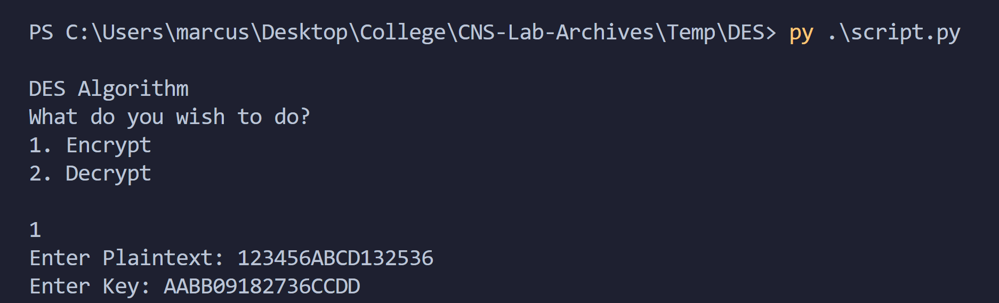 PS C:\Users\marcus\Desktop\College\CNS-Lab-Archives\Temp\DES> py .\script.py
DES Algorithm
What do you wish to do?
1. Encrypt
2. Decrypt
1
Enter Plaintext: 123456ABCD132536
Enter Key: AABB09182736CCDD